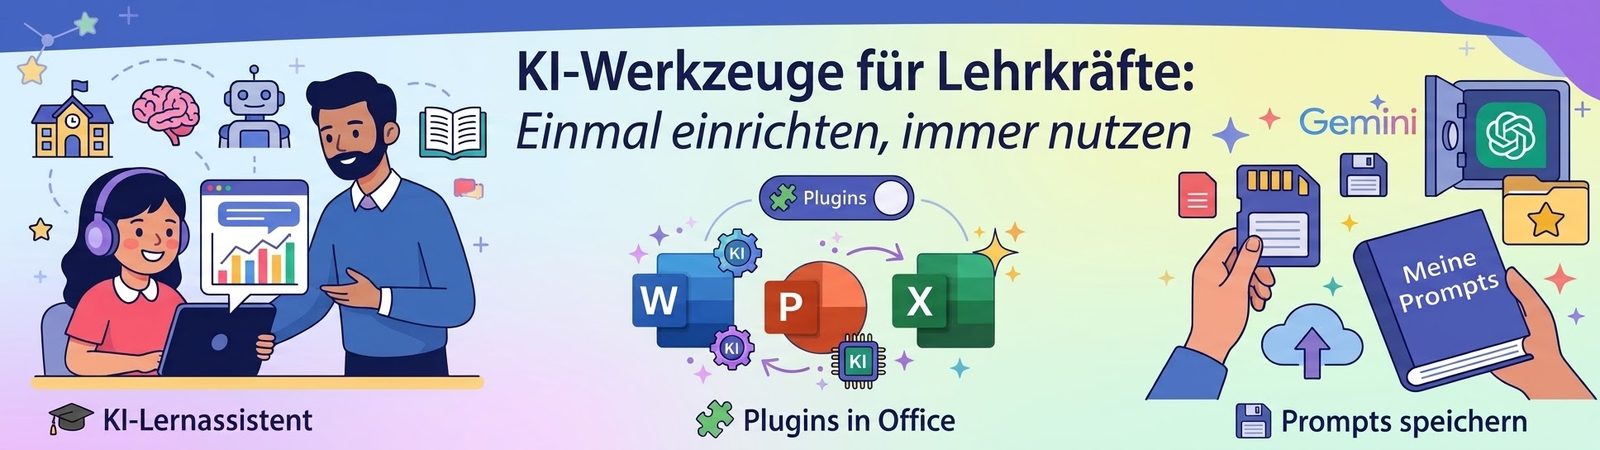 KI-Werkzeuge für Lehrkräfte:
Einmal einrichten, immer nutzen
Gemini
Plugins
KI
W
P
X
KI
KI
Meine
Prompts
KI-Lernassistent
Plugins in Office
Prompts speichern